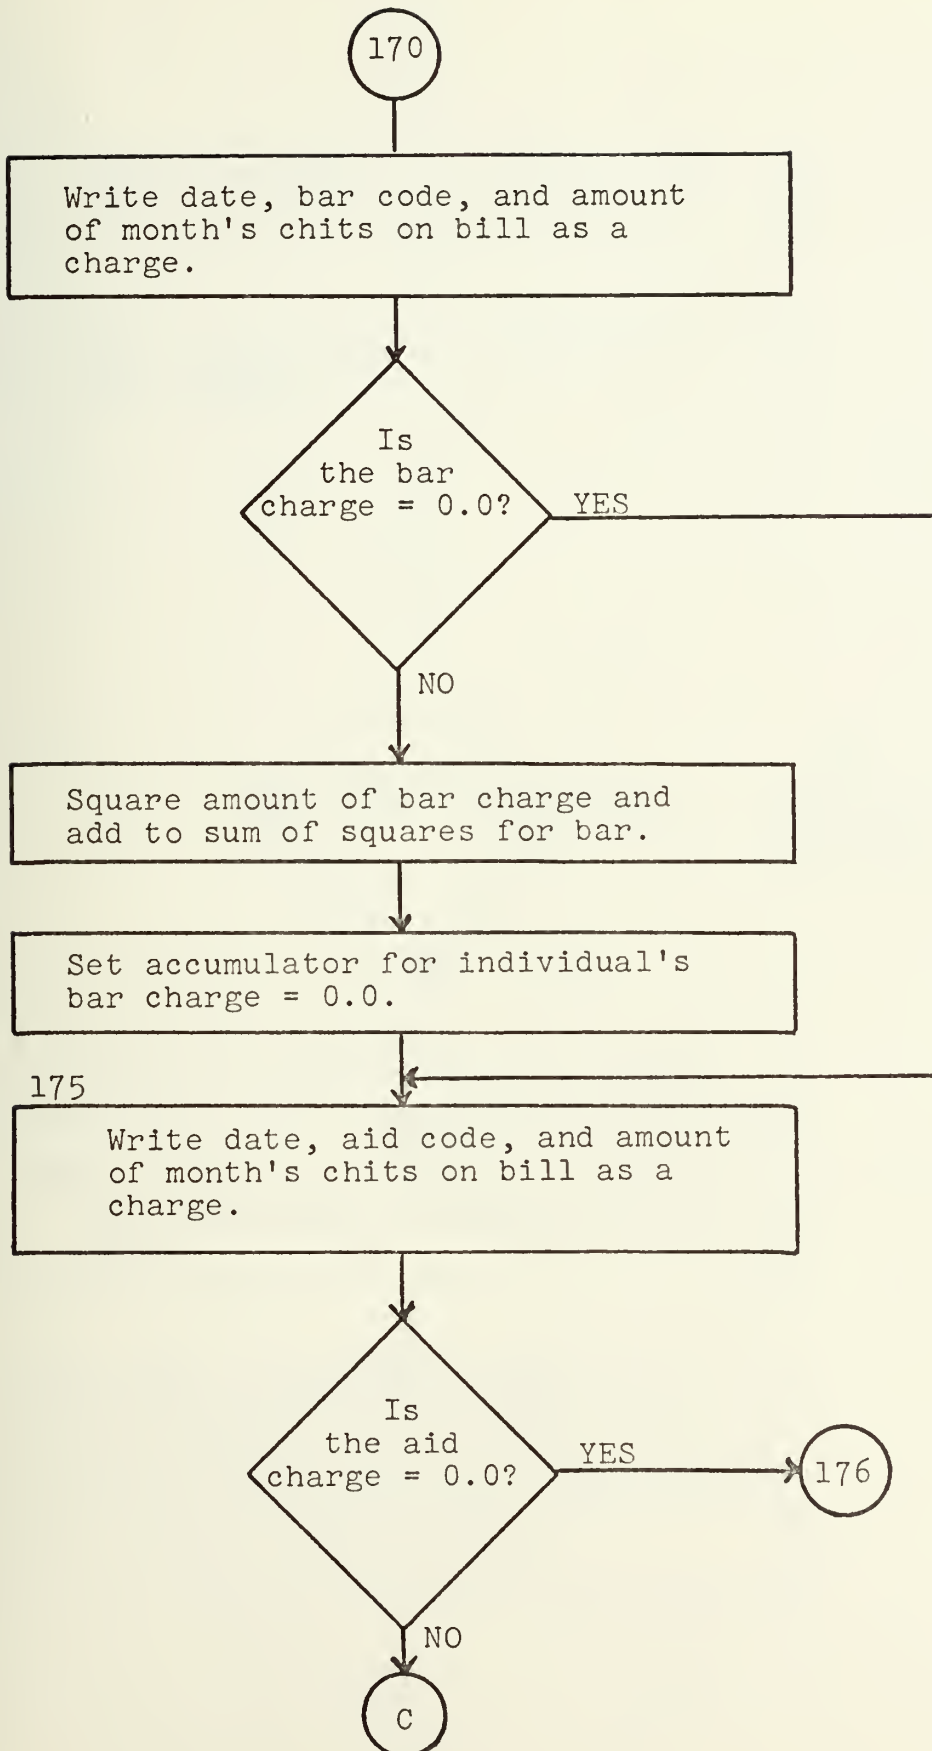 170
Write date, bar code, and amount
of month's chits on bill as a
charge.
Is
the bar
charge = 0.0?
YES
NO
Square amount of bar charge and
add to sum of squares for bar.
Set accumulator for individual's
bar charge = 0.0.
175
Write date, aid code, and amount
of month's chits on bill as a
charge.
Is
the aid
charge = 0.0?
YES
176
NO
C